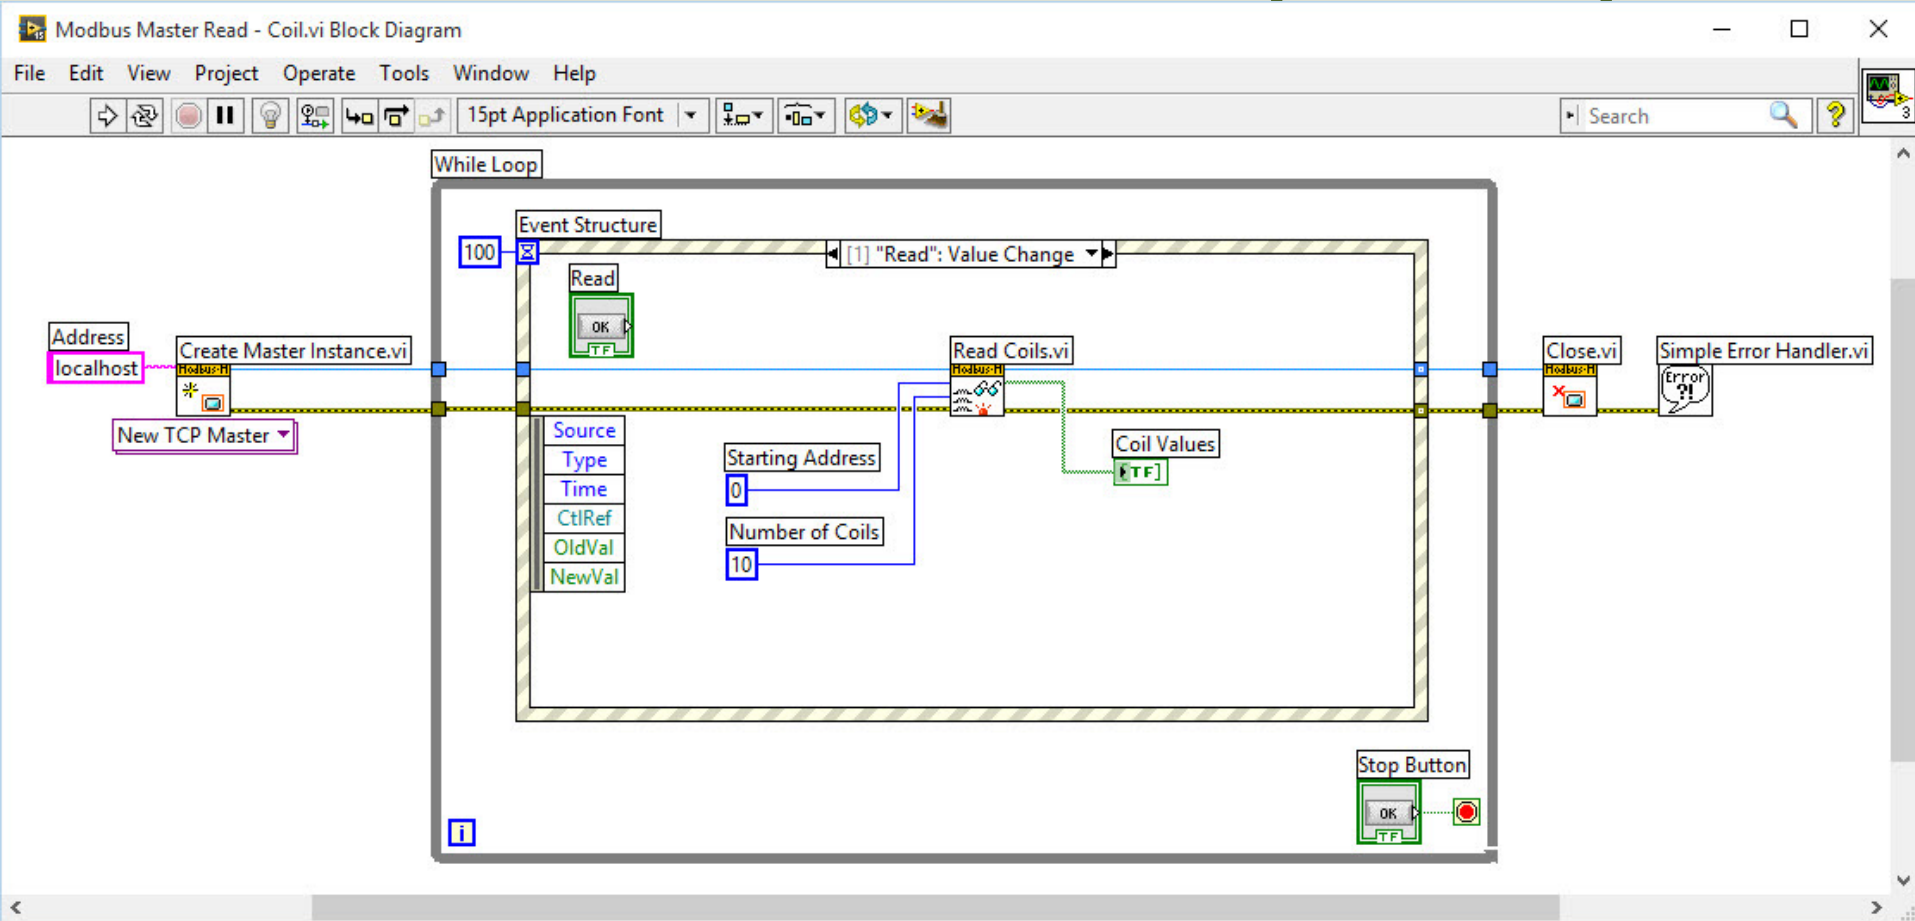 Modbus Master Read - Coil.vi Block Diagram
File Edit View Project Operate Tools Window Help
15pt Application Font
Search
?
3
While Loop
Event Structure
100
[1] "Read": Value Change
Read
OK
TF
Address
localhost
Create Master Instance.vi
Modbus-M
New TCP Master
Read Coils.vi
Modbus-M
Close.vi
Modbus-M
Simple Error Handler.vi
Error
?!
Source
Type
Time
CtlRef
OldVal
NewVal
Starting Address
0
Number of Coils
10
Coil Values
TF
Stop Button
OK
TF
i